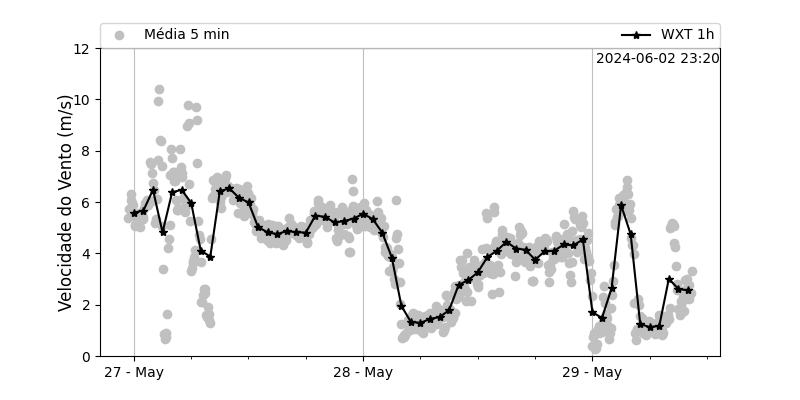 Média 5 min
WXT 1h
2024-06-02 23:20
Velocidade do Vento (m/s)
12
10
8
6
4
2
0
27 - May
28 - May
29 - May